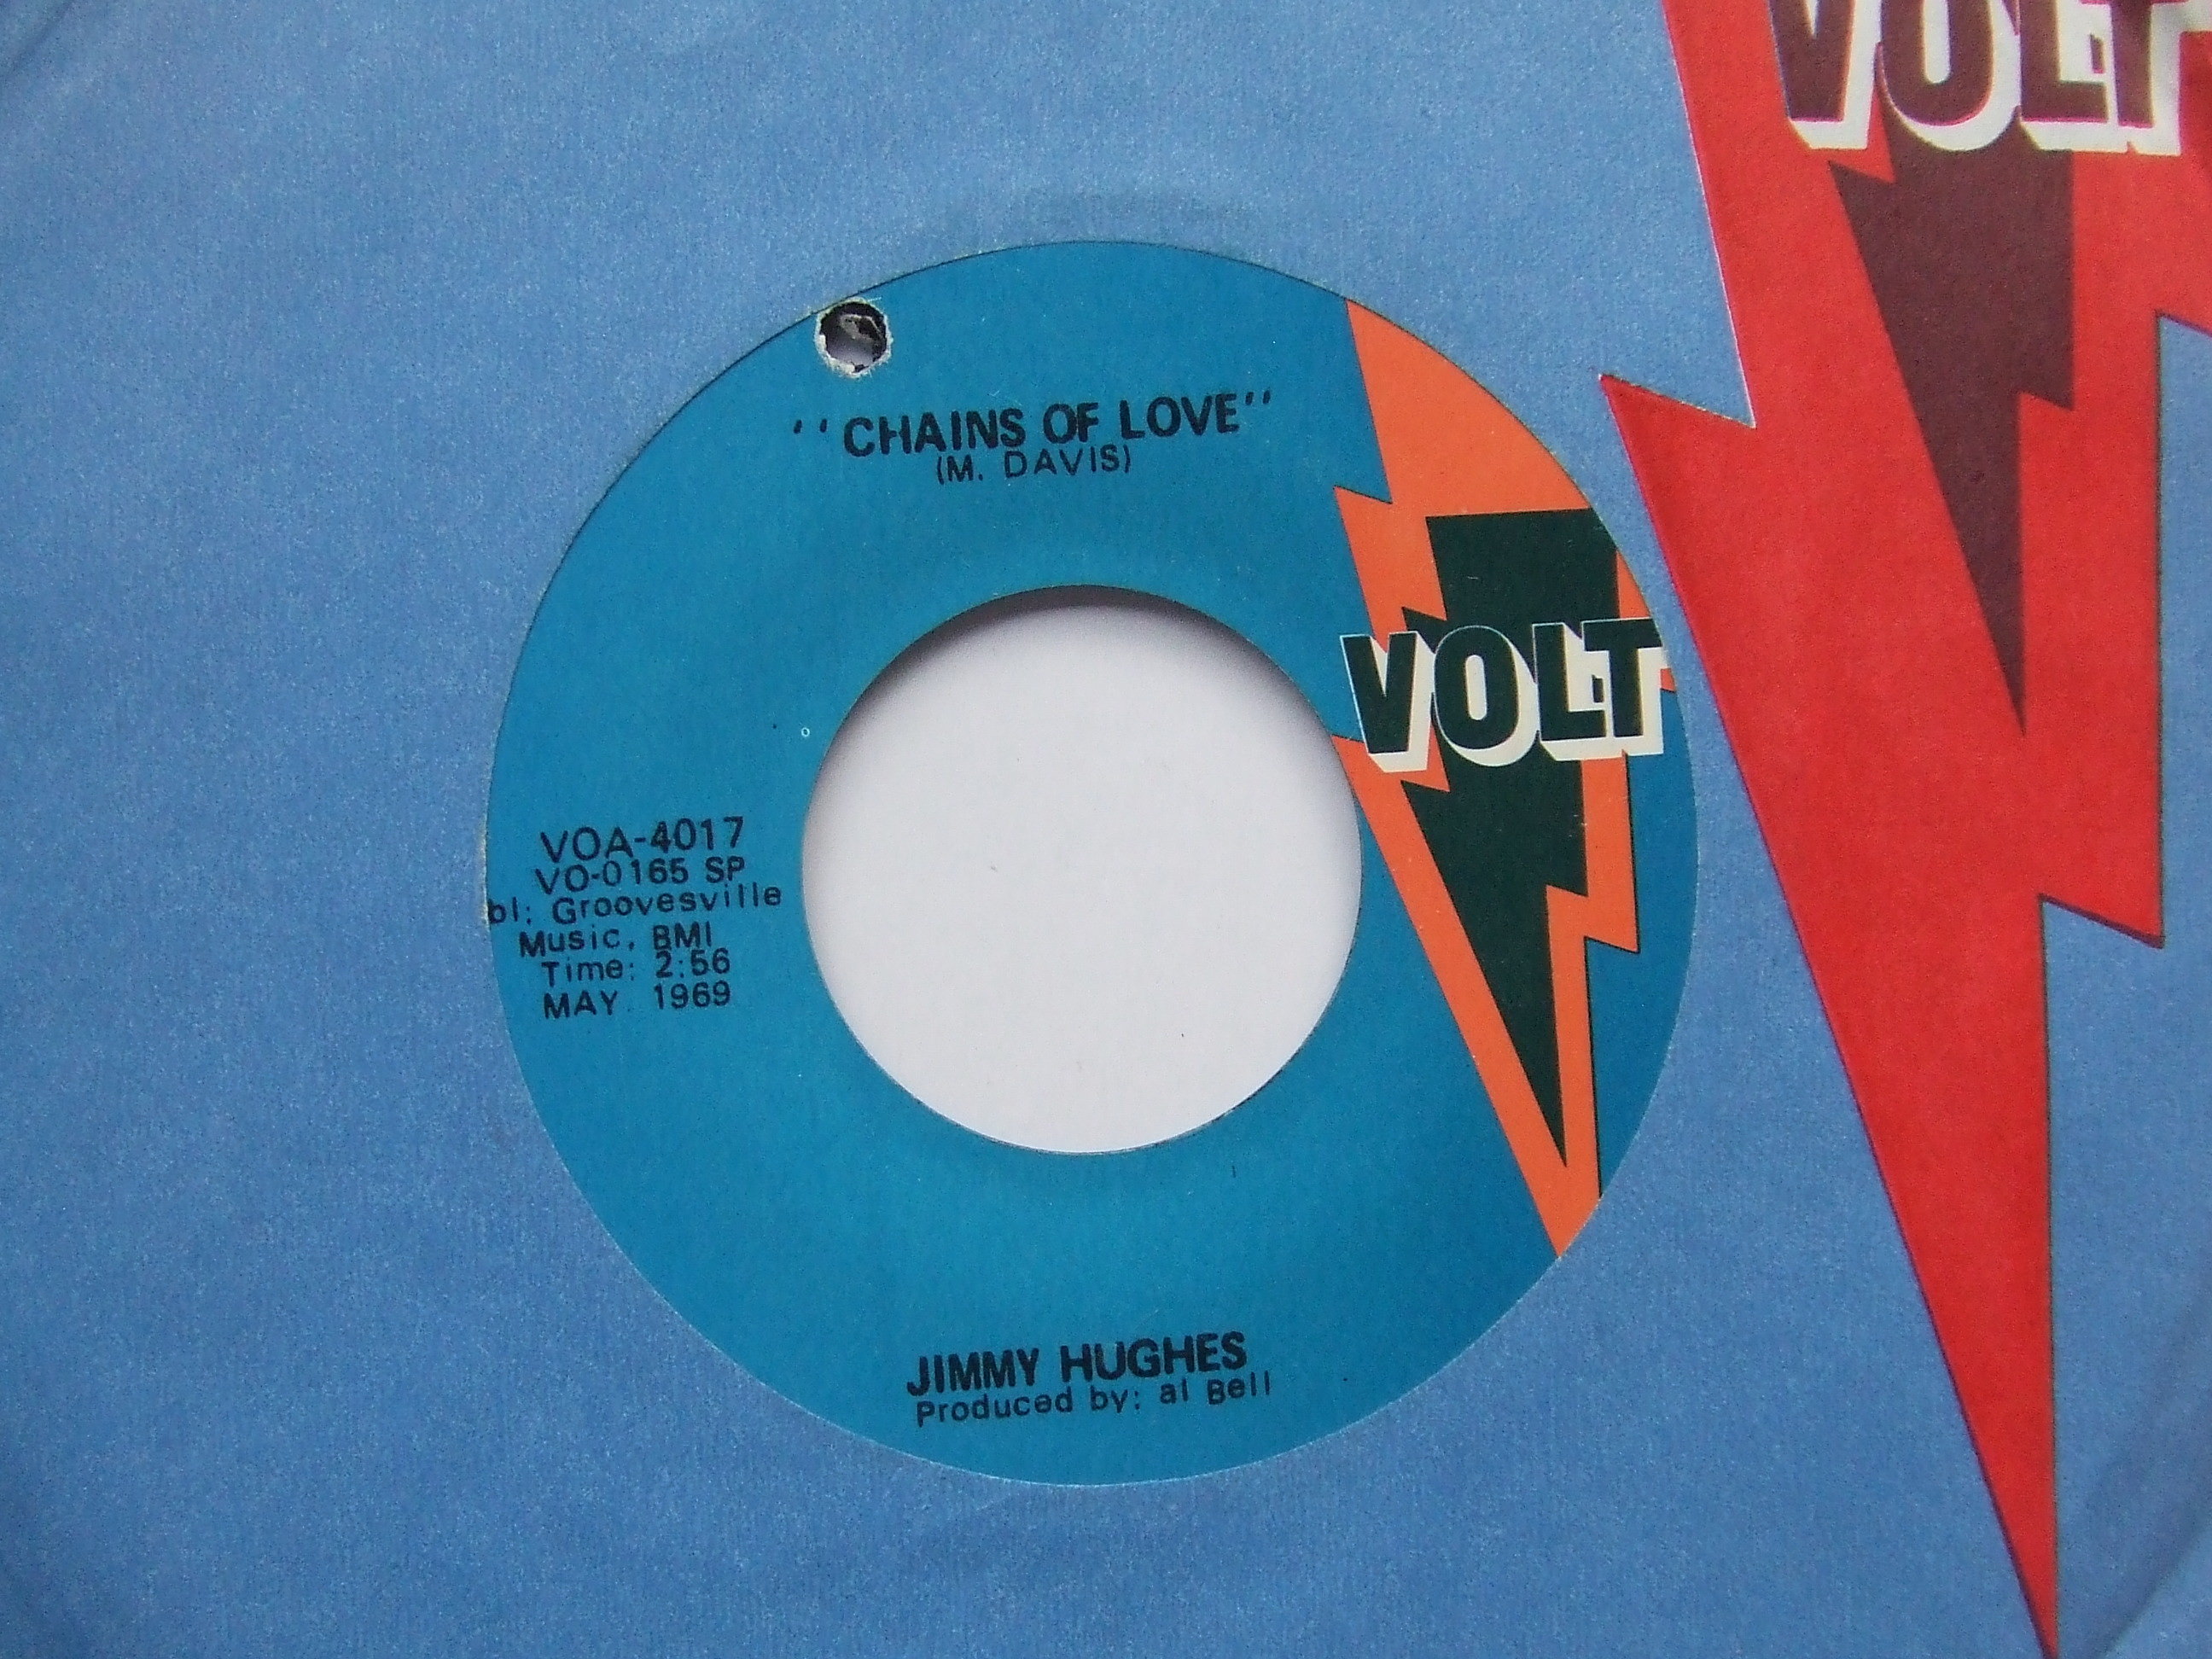 VOLT
''CHAINS OF LOVE''
(M. DAVIS)
VOLT
VOA-4017
VO-0165 SP
bl: Groovesville
Music, BMI
Time: 2:56
MAY 1969
JIMMY HUGHES
Produced by: al Bell